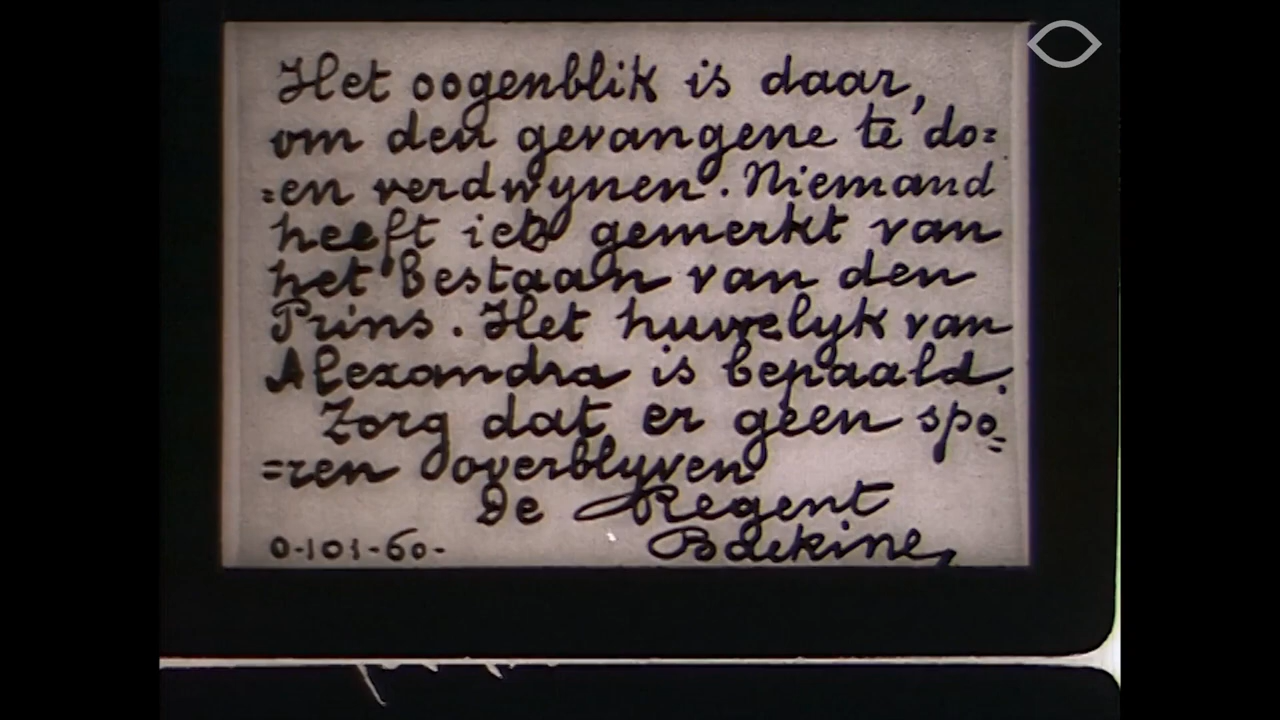 Het oogenblik is daar,
om den gevangene te do=
=en verdwynen. Niemand
heeft iets gemerkt van
het bestaan van den
Prins. Het huwelyk van
Alexandra is bepaald.
Zorg dat er geen spo=
=ren overblyven
De Regent
Backine,
0-101-60-